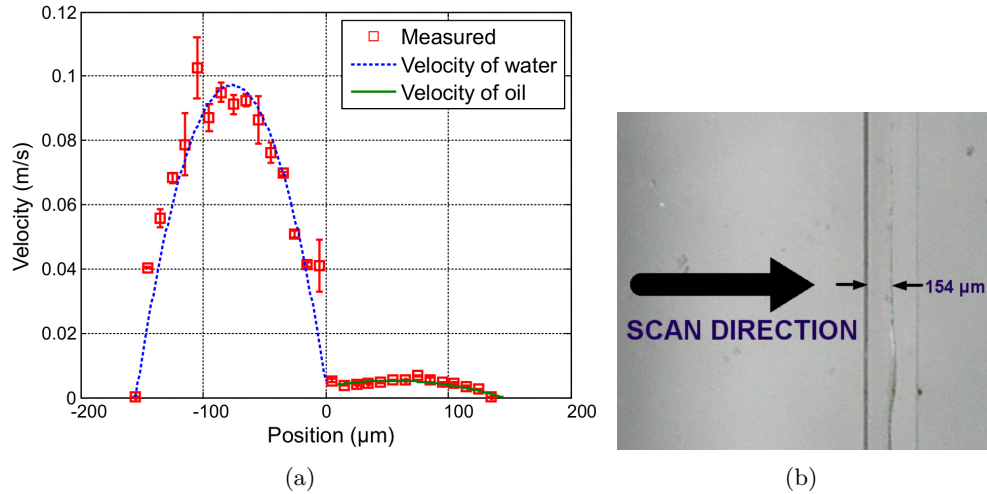 0.12
0.1
0.08
0.06
0.04
0.02
0
Velocity (m/s)
Measured
Velocity of water
Velocity of oil
-200
-100
0
100
200
Position (μm)
(a)
154 μm
SCAN DIRECTION
(b)